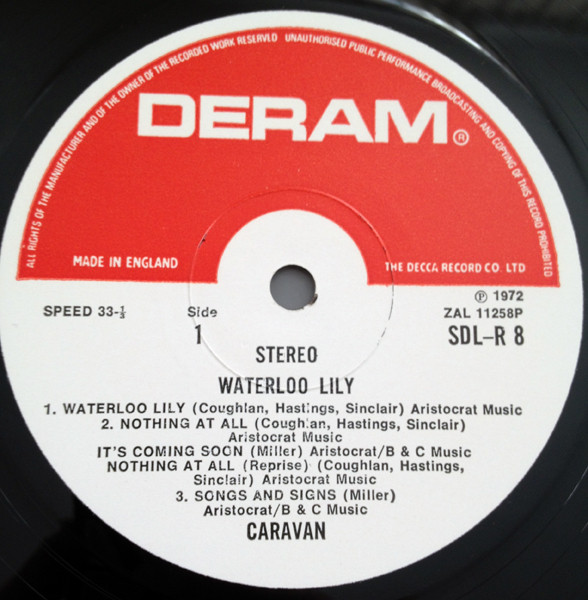 ALL RIGHTS OF THE MANUFACTURER AND OF THE OWNER OF THE RECORDED WORK RESERVED UNAUTHORISED PUBLIC PERFORMANCE BROADCASTING AND COPYING OF THIS RECORD PROHIBITED
DERAM®
MADE IN ENGLAND
THE DECCA RECORD CO. LTD
SPEED 33-⅓
Side
1
℗ 1972
ZAL 11258P
SDL-R 8
STEREO
WATERLOO LILY
1. WATERLOO LILY (Coughlan, Hastings, Sinclair) Aristocrat Music
2. NOTHING AT ALL (Coughlan, Hastings, Sinclair)
Aristocrat Music
IT'S COMING SOON (Miller) Aristocrat/B & C Music
NOTHING AT ALL (Reprise) (Coughlan, Hastings,
Sinclair) Aristocrat Music
3. SONGS AND SIGNS (Miller)
Aristocrat/B & C Music
CARAVAN